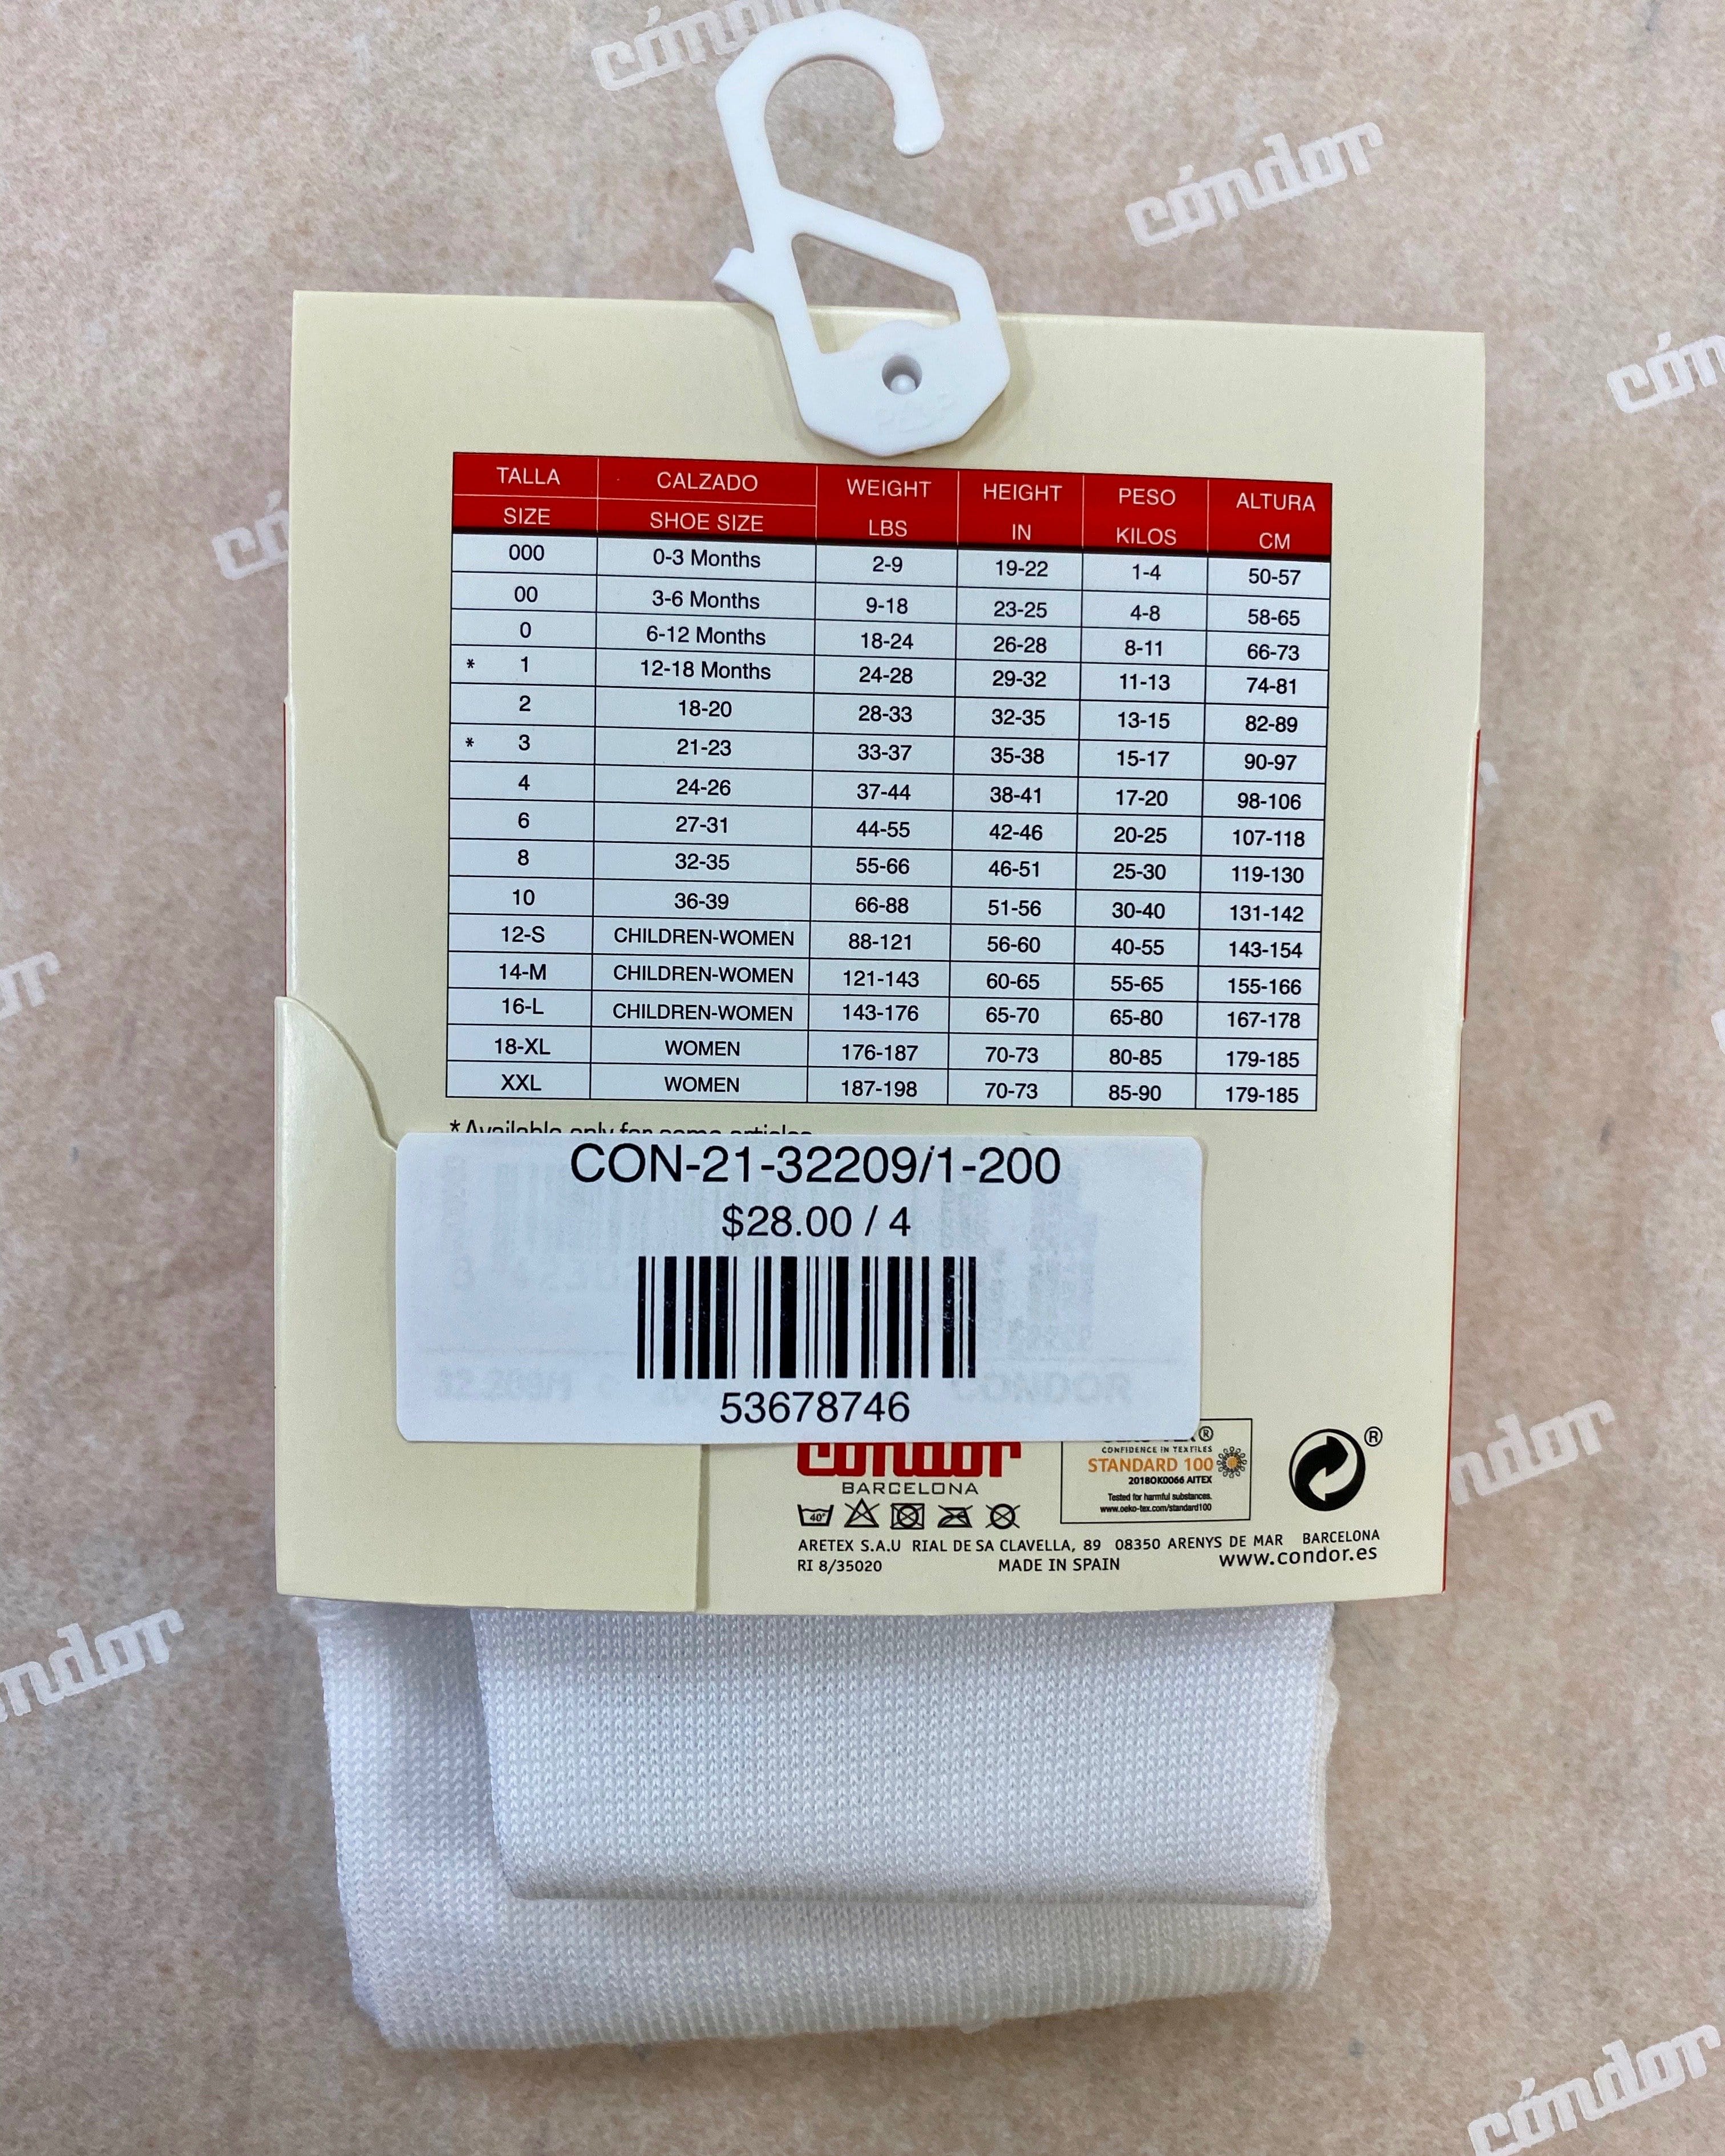 cóndor
cóndor
TALLA CALZADO WEIGHT HEIGHT PESO ALTURA
SIZE SHOE SIZE LBS IN KILOS CM
000 0-3 Months 2-9 19-22 1-4 50-57
00 3-6 Months 9-18 23-25 4-8 58-65
0 6-12 Months 18-24 26-28 8-11 66-73
* 1 12-18 Months 24-28 29-32 11-13 74-81
2 18-20 28-33 32-35 13-15 82-89
* 3 21-23 33-37 35-38 15-17 90-97
4 24-26 37-44 38-41 17-20 98-106
6 27-31 44-55 42-46 20-25 107-118
8 32-35 55-66 46-51 25-30 119-130
10 36-39 66-88 51-56 30-40 131-142
12-S CHILDREN-WOMEN 88-121 56-60 40-55 143-154
14-M CHILDREN-WOMEN 121-143 60-65 55-65 155-166
16-L CHILDREN-WOMEN 143-176 65-70 65-80 167-178
18-XL WOMEN 176-187 70-73 80-85 179-185
XXL WOMEN 187-198 70-73 85-90 179-185
*Available only for some articles
CON-21-32209/1-200
$28.00 / 4
53678746
condor
BARCELONA
40°
CONFIDENCE IN TEXTILES
STANDARD 100
2018OK0066 AITEX
Tested for harmful substances.
www.oeko-tex.com/standard100
®
ARETEX S.A.U RIAL DE SA CLAVELLA, 89 08350 ARENYS DE MAR BARCELONA
RI 8/35020 MADE IN SPAIN www.condor.es
ndor
ndor
cóndor